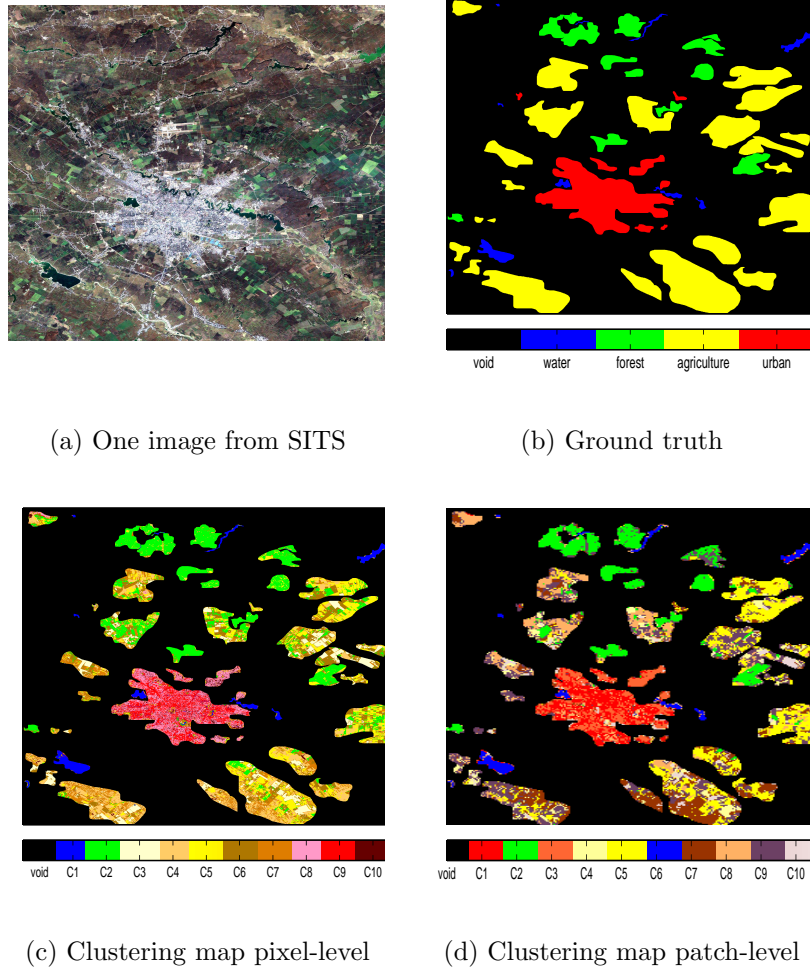 void water forest agriculture urban
(a) One image from SITS
(b) Ground truth
void C1 C2 C3 C4 C5 C6 C7 C8 C9 C10
void C1 C2 C3 C4 C5 C6 C7 C8 C9 C10
(c) Clustering map pixel-level
(d) Clustering map patch-level